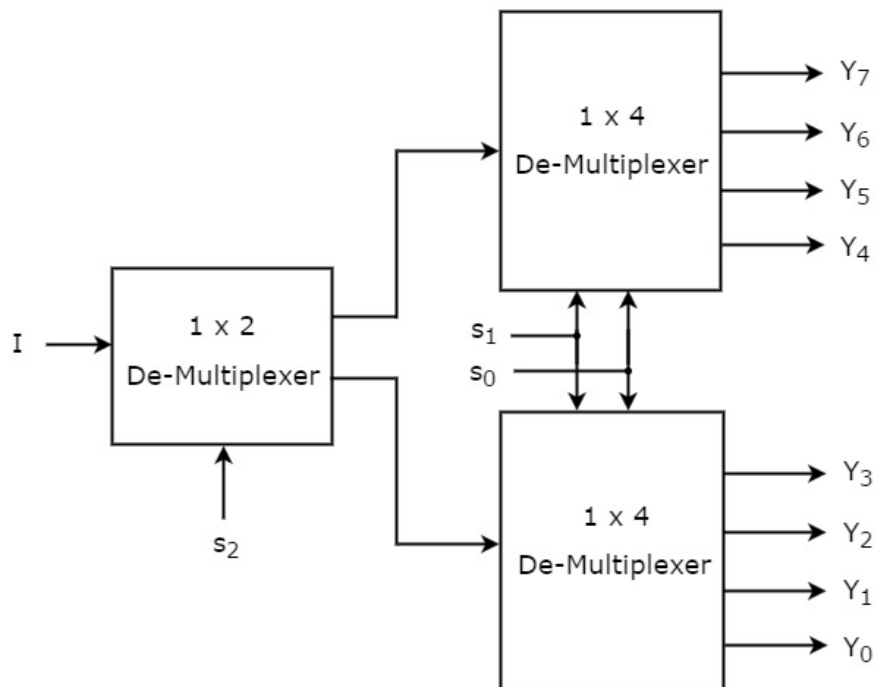 1 x 4
De-Multiplexer
Y₇
Y₆
Y₅
Y₄
I
1 x 2
De-Multiplexer
s₂
s₁
s₀
1 x 4
De-Multiplexer
Y₃
Y₂
Y₁
Y₀